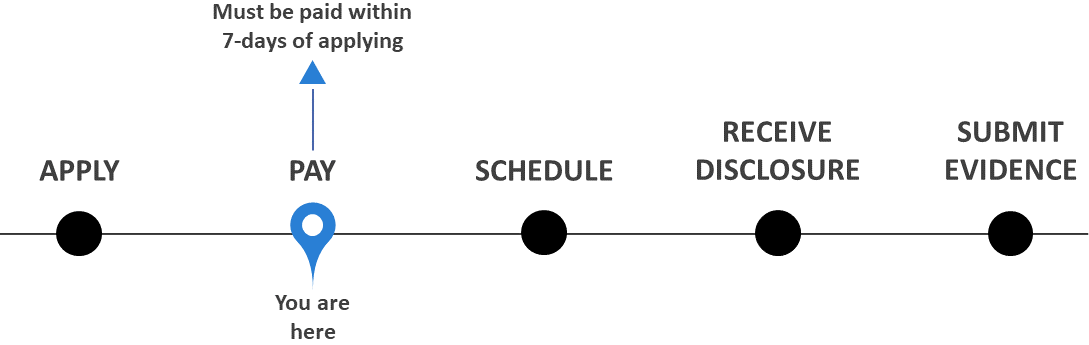 Must be paid within
7-days of applying
APPLY
PAY
SCHEDULE
RECEIVE
DISCLOSURE
SUBMIT
EVIDENCE
You are
here